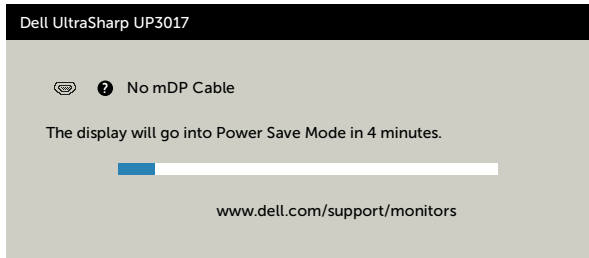 Dell UltraSharp UP3017
? No mDP Cable
The display will go into Power Save Mode in 4 minutes.
www.dell.com/support/monitors